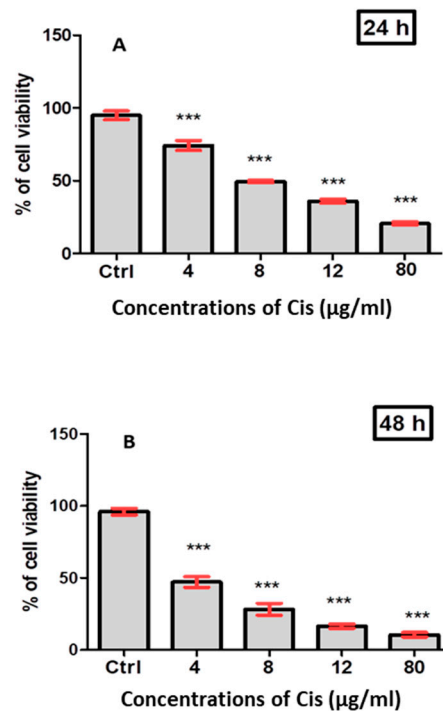 A
24 h
% of cell viability
150
100
50
0
***
***
***
***
Ctrl 4 8 12 80
Concentrations of Cis (µg/ml)
B
48 h
% of cell viability
150
100
50
0
***
***
***
***
Ctrl 4 8 12 80
Concentrations of Cis (µg/ml)